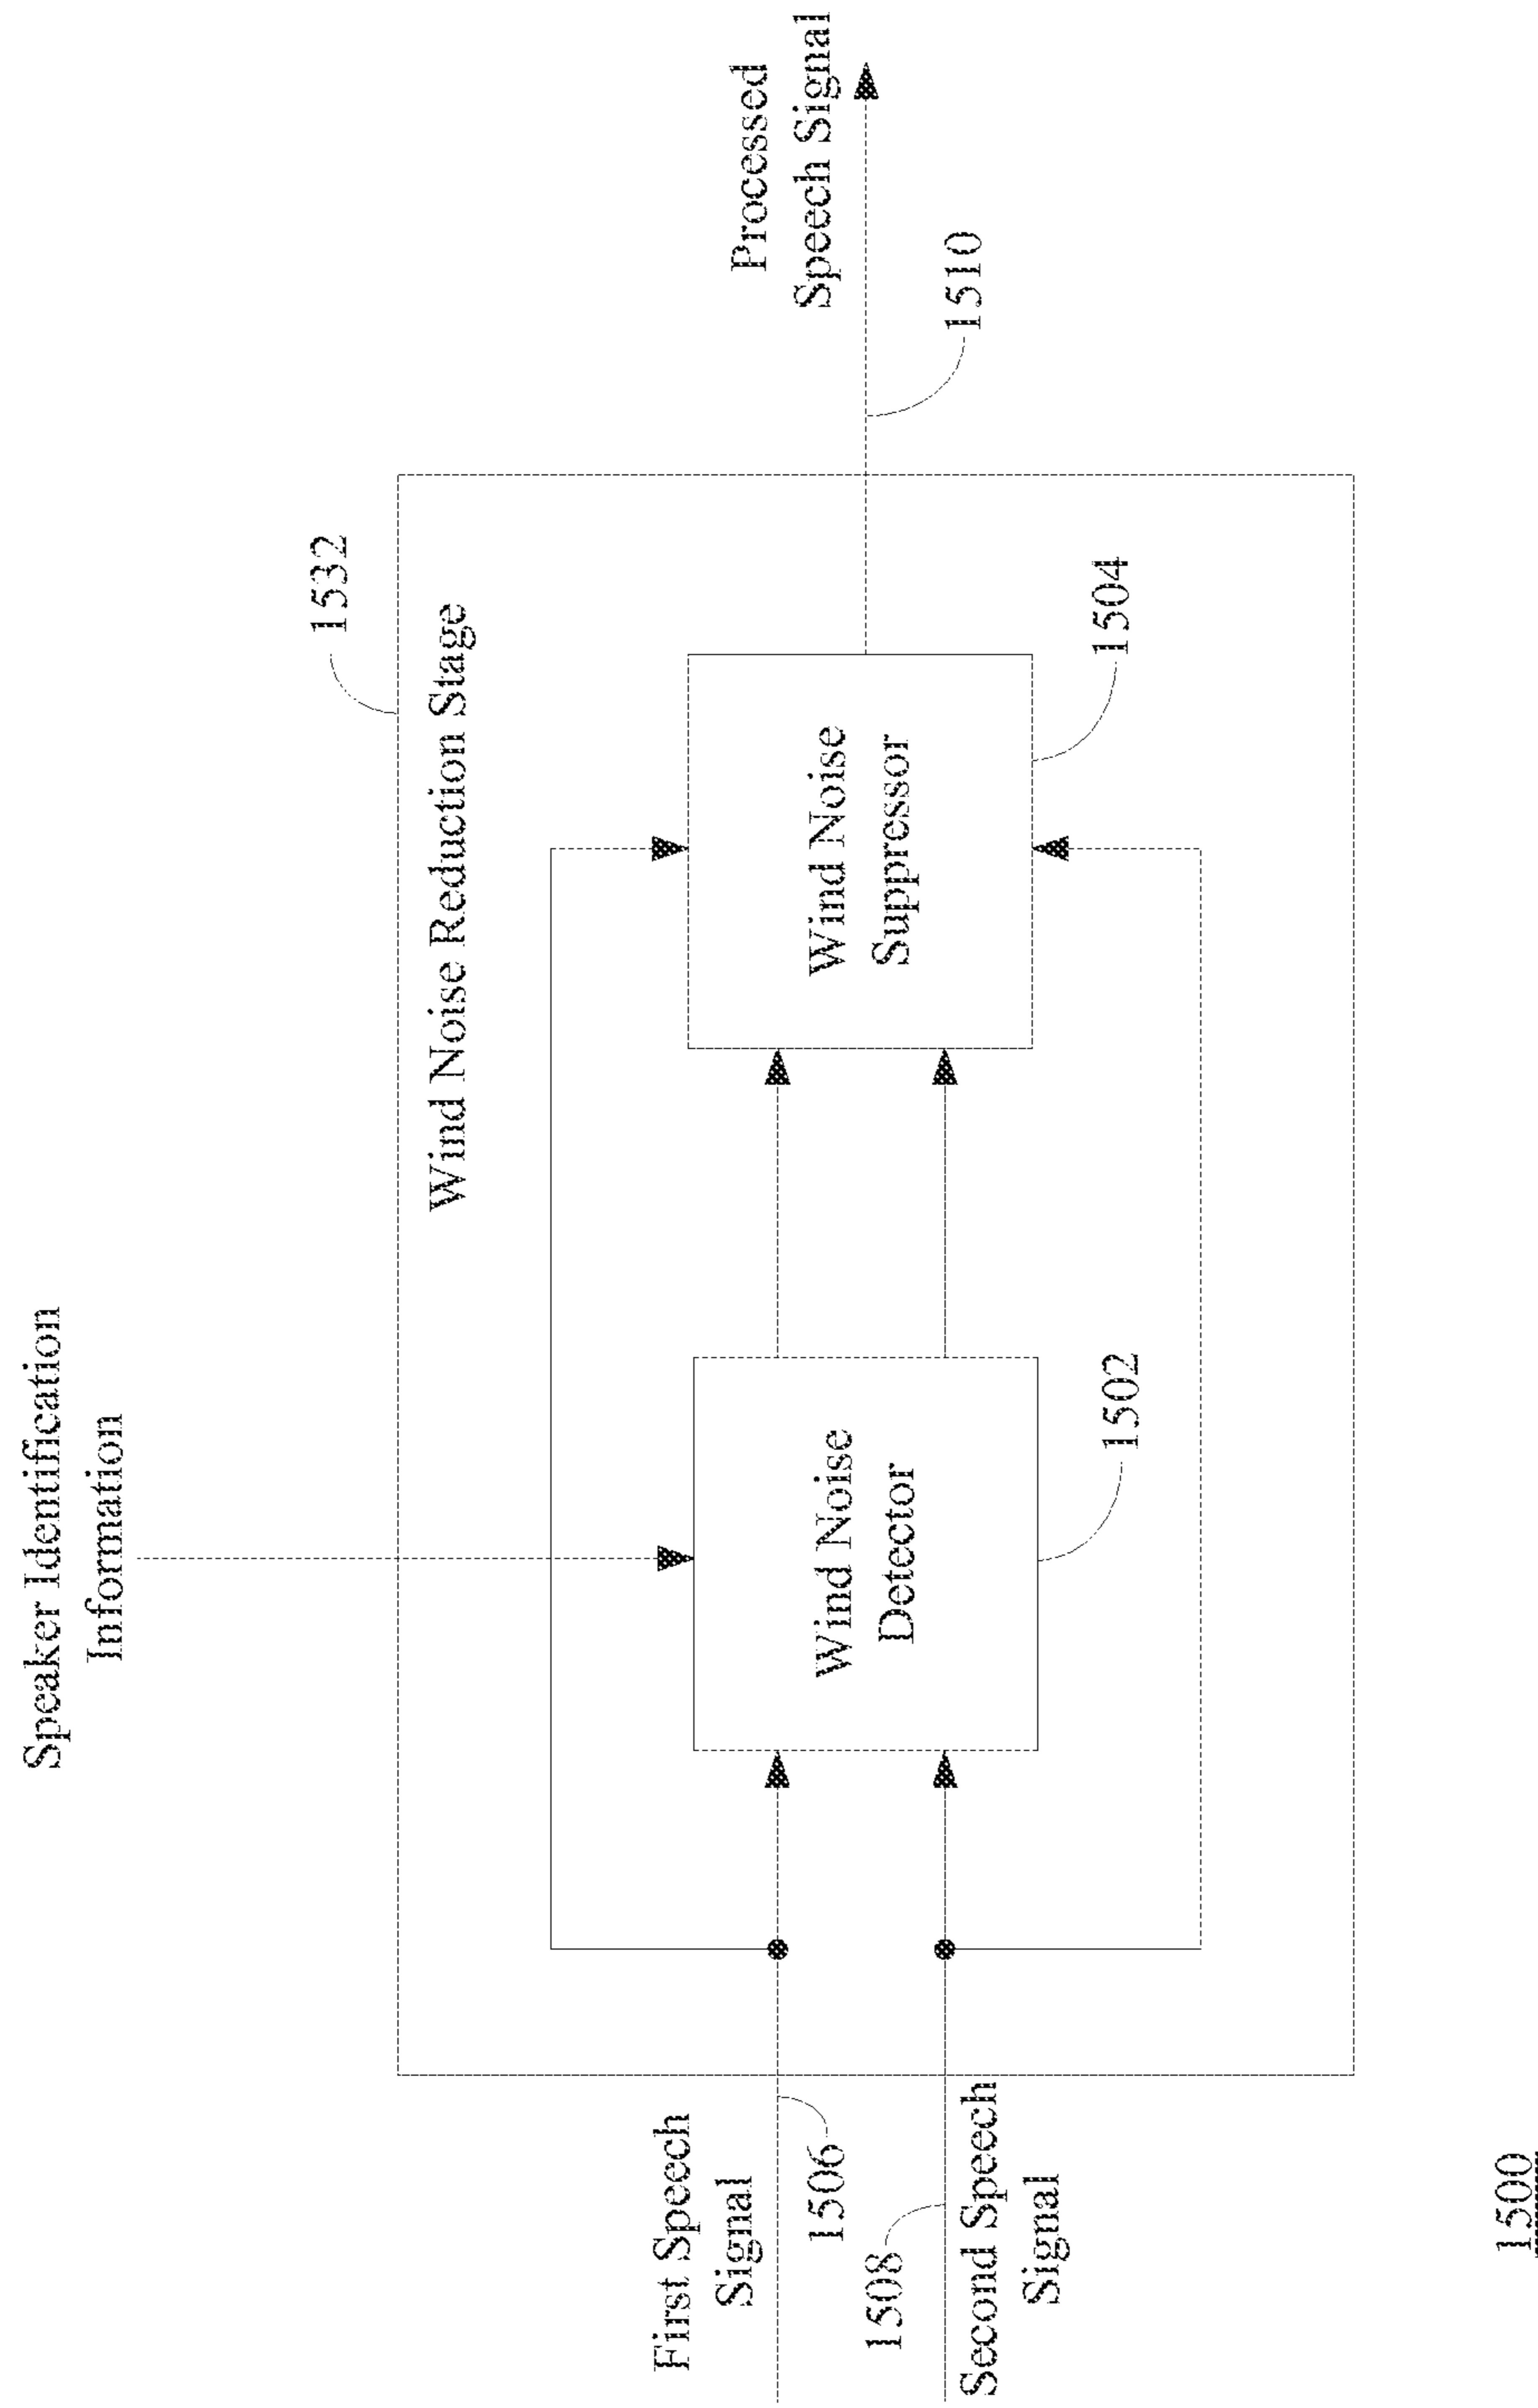 Speaker Identification
Information
1532
Wind Noise Reduction Stage
First Speech
Signal
1506
1508
Second Speech
Signal
Wind Noise
Detector
1502
Wind Noise
Suppressor
1504
Processed
Speech Signal
1510
1500